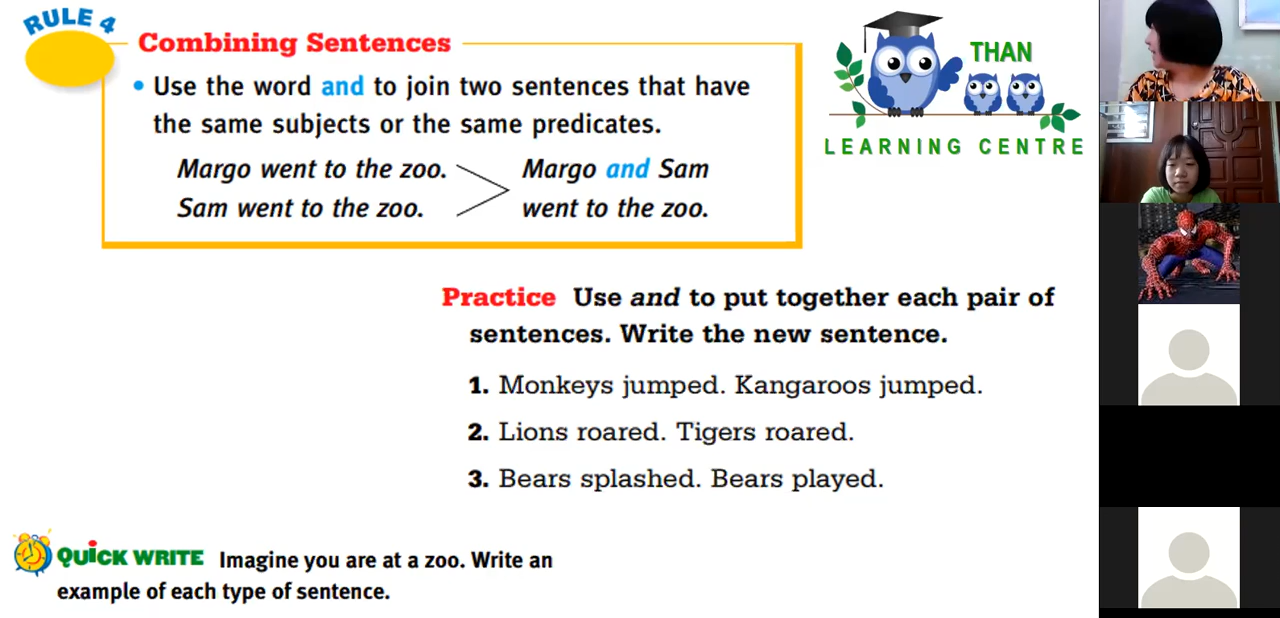 RULE 4
Combining Sentences
• Use the word and to join two sentences that have
the same subjects or the same predicates.
Margo went to the zoo.
Sam went to the zoo.
Margo and Sam
went to the zoo.
THAN
LEARNING CENTRE
Practice Use and to put together each pair of
sentences. Write the new sentence.
1. Monkeys jumped. Kangaroos jumped.
2. Lions roared. Tigers roared.
3. Bears splashed. Bears played.
QUICK WRITE Imagine you are at a zoo. Write an
example of each type of sentence.